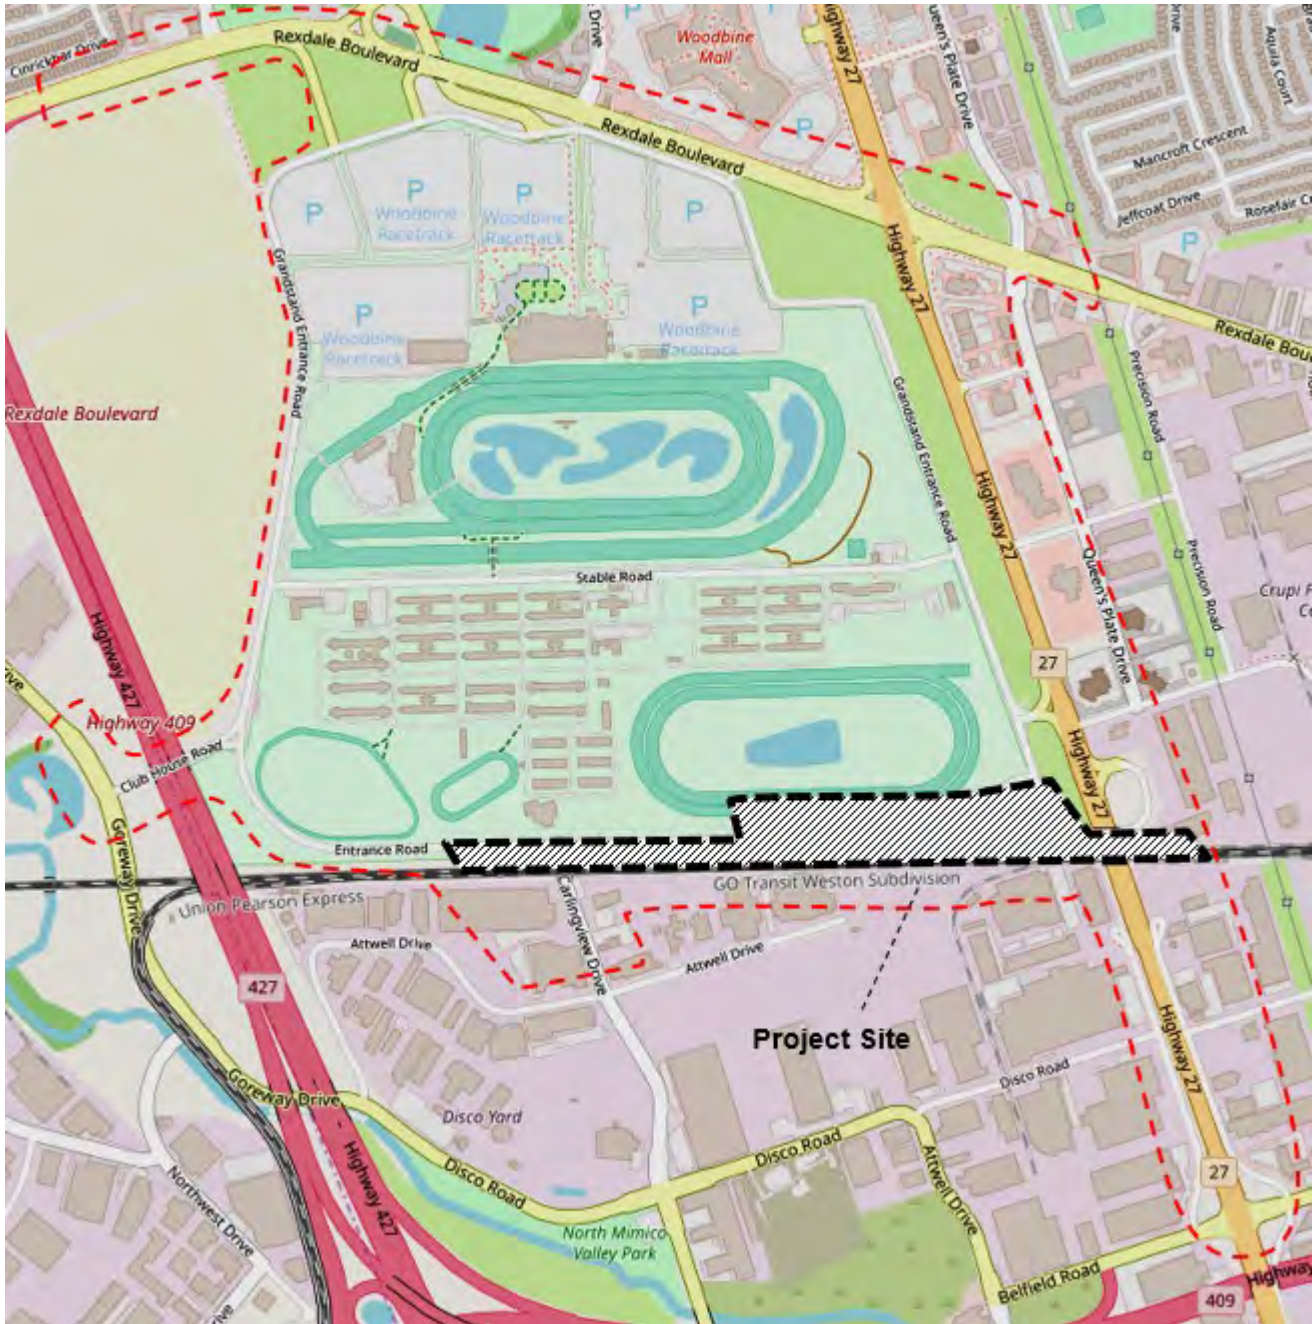 Cinrickbar Drive
Rexdale Boulevard
Drive
Woodbine
Mall
Highway 27
Queen's Plate Drive
Drive
Aquila Court
Mancroft Crescent
Jeffcoat Drive
Rosefair
Rexdale Boulevard
P
P
P
P
Woodbine
Racetrack
P
Woodbine
Racetrack
P
P
Grandstand Entrance Road
Highway 27
P
Woodbine
Racetrack
P
Woodbine
Racetrack
Rexdale
Precision Road
Rexdale Boulevard
Grandstand Entrance Road
Highway 27
Stable Road
Queen's Plate Drive
Precision Road
Crupi
Highway 427
27
Highway 409
Club House Road
Highway 27
Goreway Drive
Entrance Road
GO Transit Weston Subdivision
Union Pearson Express
Carlingview Drive
Attwell Drive
Attwell Drive
427
Project Site
Highway 27
Disco Road
Goreway Drive
Disco Yard
Highway 427
Disco Road
Disco Road
Attwell Drive
Northwest Drive
27
North Mimico
Valley Park
Belfield Road
Highway
409